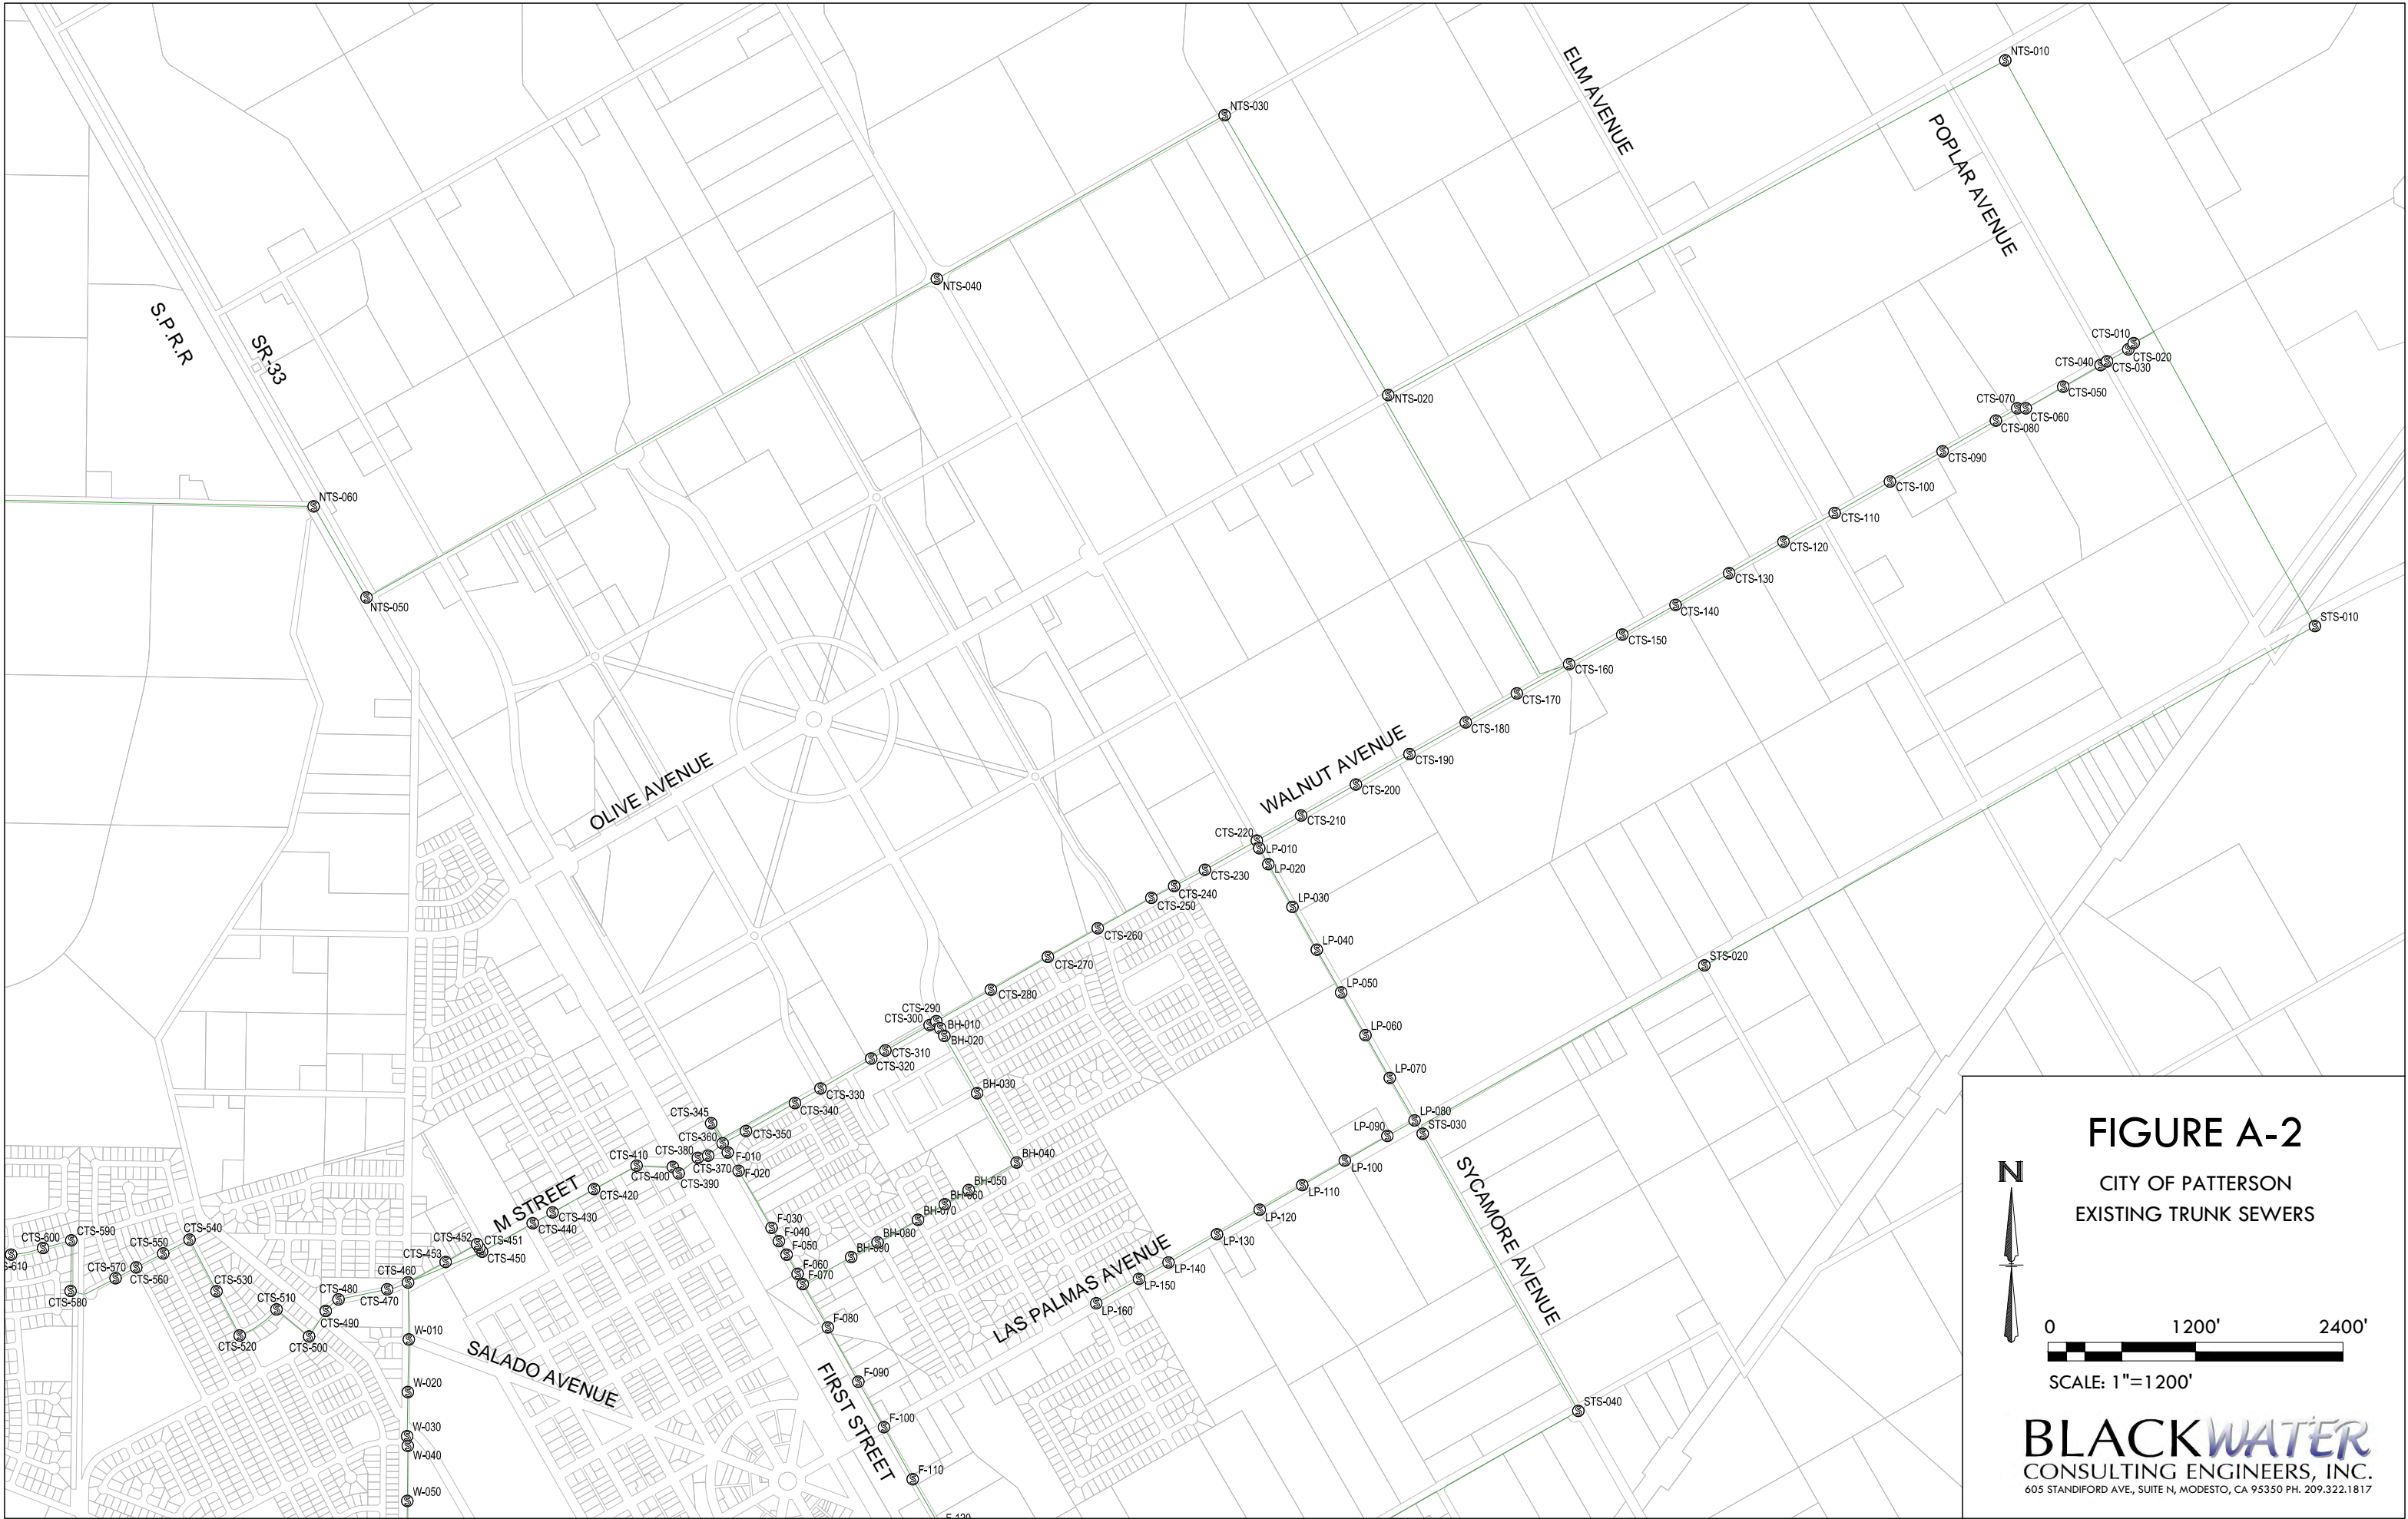 NTS-010
NTS-030
ELM AVENUE
POPLAR AVENUE
NTS-040
S.P.R.R
SR-33
CTS-010
CTS-020
CTS-040
CTS-030
CTS-050
NTS-020
CTS-070
CTS-060
CTS-080
CTS-090
CTS-100
NTS-060
CTS-110
CTS-120
CTS-130
NTS-050
CTS-140
STS-010
CTS-150
CTS-160
CTS-170
CTS-180
WALNUT AVENUE
CTS-190
OLIVE AVENUE
CTS-200
CTS-210
CTS-220
LP-010
LP-020
CTS-230
CTS-240
CTS-250
LP-030
CTS-260
LP-040
STS-020
CTS-270
LP-050
CTS-280
CTS-290
CTS-300
BH-010
BH-020
LP-060
CTS-310
CTS-320
LP-070
BH-030
CTS-330
CTS-340
CTS-345
LP-080
CTS-350
LP-090
STS-030
CTS-360
CTS-380
F-010
CTS-410
CTS-370
F-020
CTS-400
CTS-390
BH-040
LP-100
SYCAMORE AVENUE
BH-050
LP-110
CTS-420
BH-060
M STREET
BH-070
LP-120
CTS-430
CTS-440
F-030
F-040
LP-130
BH-080
F-050
BH-090
CTS-590
CTS-540
CTS-600
CTS-550
S-610
CTS-452
CTS-451
CTS-450
CTS-453
LP-140
LAS PALMAS AVENUE
CTS-570
CTS-560
CTS-460
F-060
F-070
LP-150
CTS-530
CTS-480
CTS-470
CTS-580
CTS-510
LP-160
CTS-490
F-080
W-010
CTS-520
CTS-500
SALADO AVENUE
FIRST STREET
F-090
W-020
STS-040
F-100
W-030
W-040
F-110
W-050
F-120
FIGURE A-2
CITY OF PATTERSON
EXISTING TRUNK SEWERS
N
0 1200' 2400'
SCALE: 1"=1200'
BLACKWATER
CONSULTING ENGINEERS, INC.
605 STANDIFORD AVE., SUITE N, MODESTO, CA 95350 PH. 209.322.1817